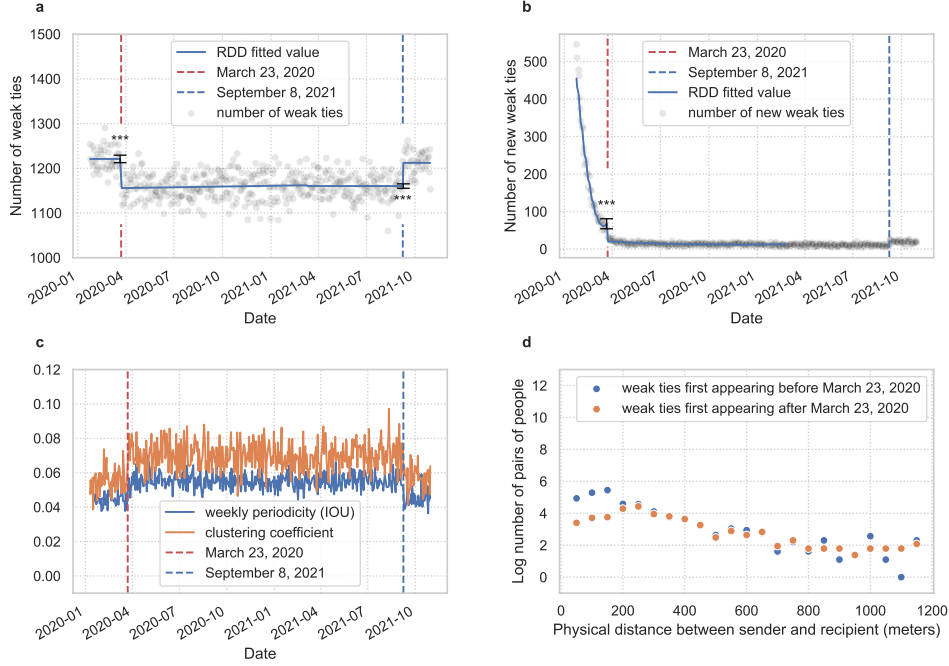 a
1500
1400
1300
1200
1100
1000
Number of weak ties
RDD fitted value
March 23, 2020
September 8, 2021
number of weak ties
***
***
2020-01
2020-04
2020-07
2020-10
2021-01
2021-04
2021-07
2021-10
Date
b
500
400
300
200
100
0
Number of new weak ties
March 23, 2020
September 8, 2021
RDD fitted value
number of new weak ties
***
2020-01
2020-04
2020-07
2020-10
2021-01
2021-04
2021-07
2021-10
Date
c
0.12
0.10
0.08
0.06
0.04
0.02
0.00
weekly periodicity (IOU)
clustering coefficient
March 23, 2020
September 8, 2021
2020-01
2020-04
2020-07
2020-10
2021-01
2021-04
2021-07
2021-10
Date
d
12
10
8
6
4
2
0
Log number of pairs of people
weak ties first appearing before March 23, 2020
weak ties first appearing after March 23, 2020
0
200
400
600
800
1000
1200
Physical distance between sender and recipient (meters)